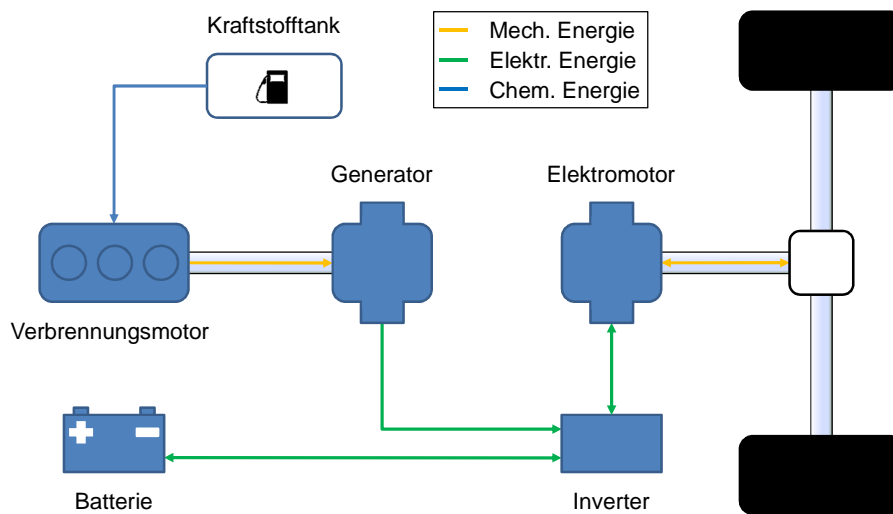 Kraftstofftank
Mech. Energie
Elektr. Energie
Chem. Energie
Generator
Elektromotor
Verbrennungsmotor
Batterie
Inverter